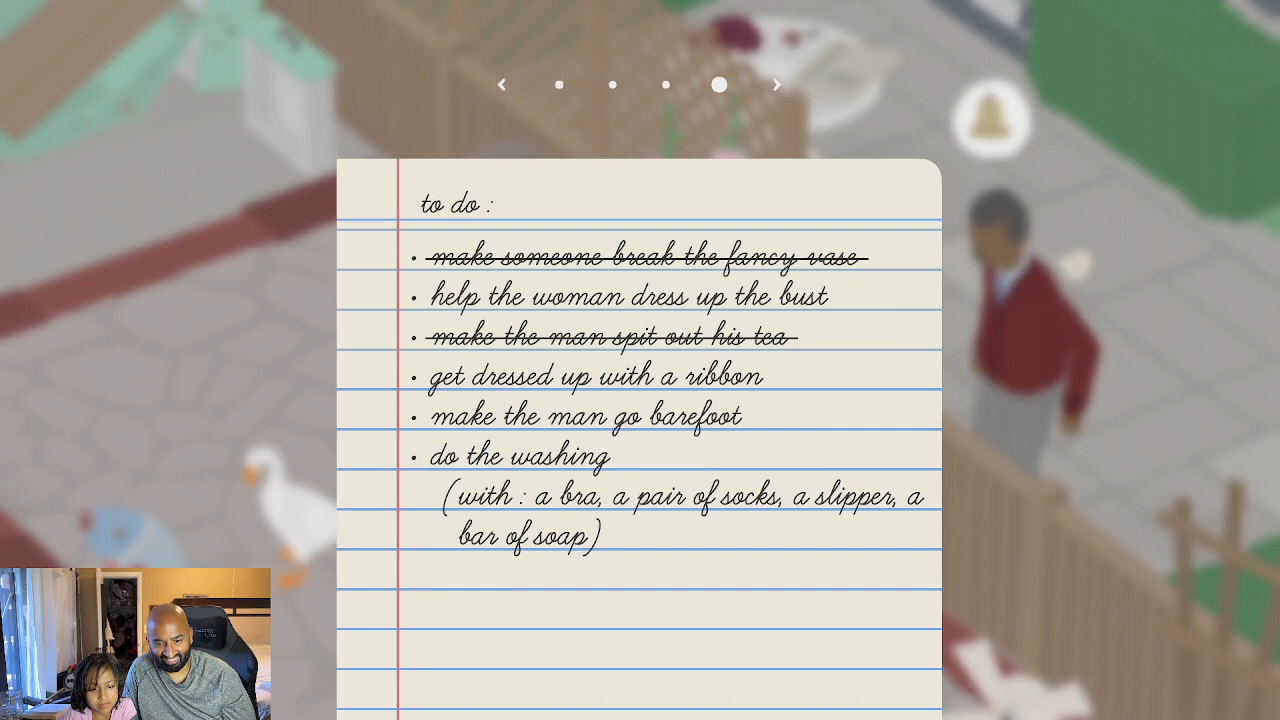 to do :
• make someone break the fancy vase
• help the woman dress up the bust
• make the man spit out his tea
• get dressed up with a ribbon
• make the man go barefoot
• do the washing
(with : a bra, a pair of socks, a slipper, a
bar of soap)